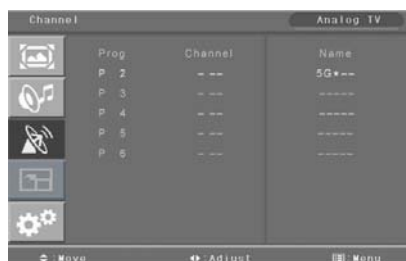 Channel Analog TV
Prog Channel Name
P 2 - -- 5G*--
P 3 - -- -----
P 4 - -- -----
P 5 - -- -----
P 6 - -- -----
:Move :Adjust :Menu